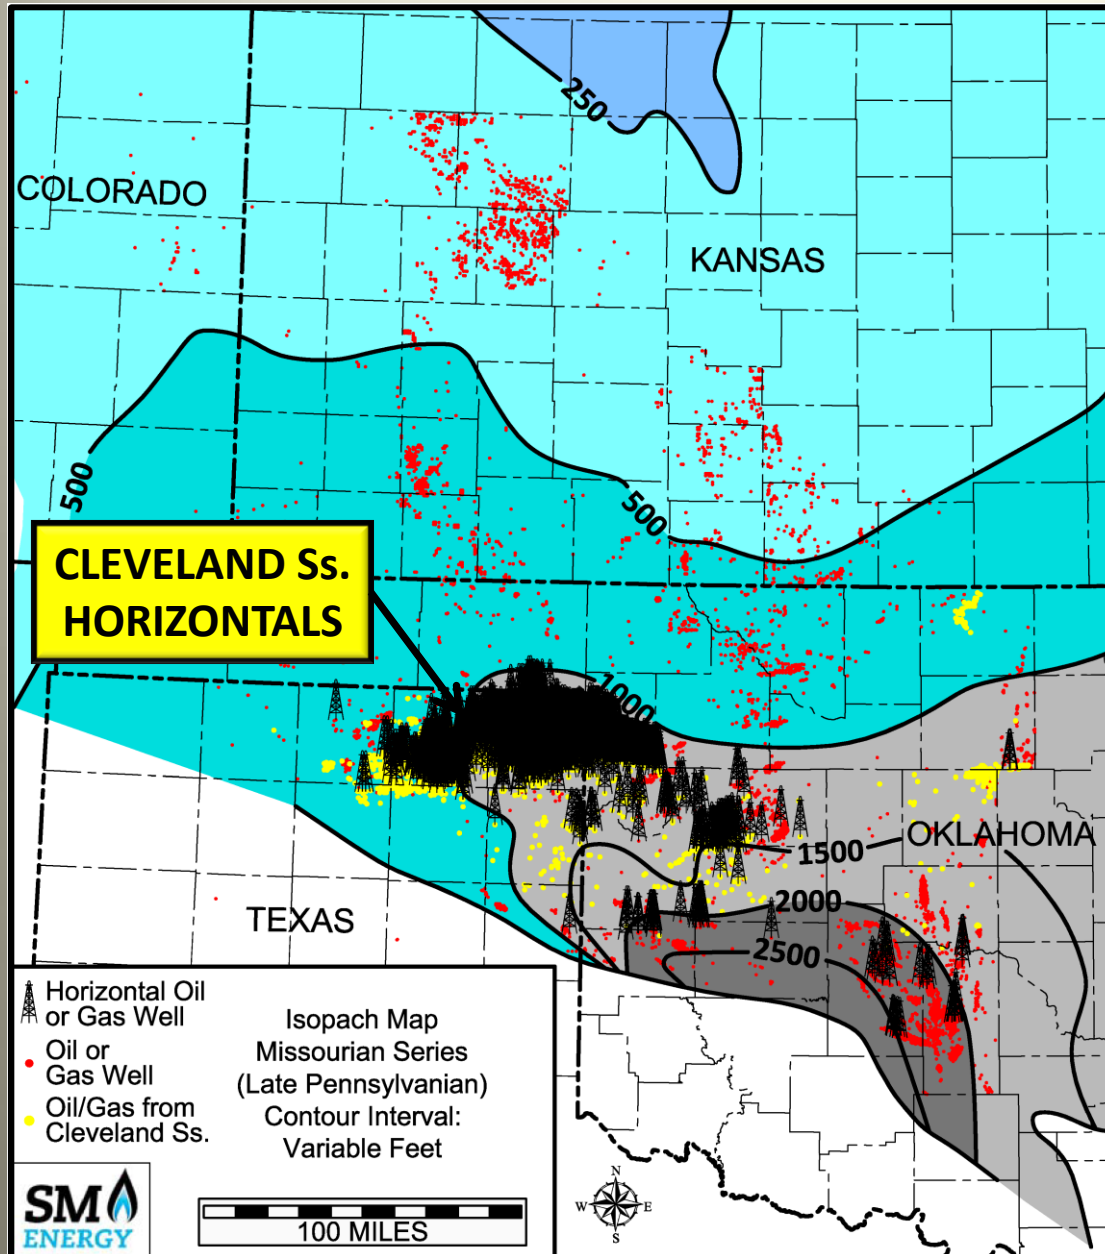 250
COLORADO
KANSAS
500
500
CLEVELAND Ss.
HORIZONTALS
1000
1500
OKLAHOMA
2000
TEXAS
2500
Horizontal Oil
or Gas Well
Oil or
Gas Well
Oil/Gas from
Cleveland Ss.
Isopach Map
Missourian Series
(Late Pennsylvanian)
Contour Interval:
Variable Feet
SM
ENERGY
100 MILES
N
W E
S